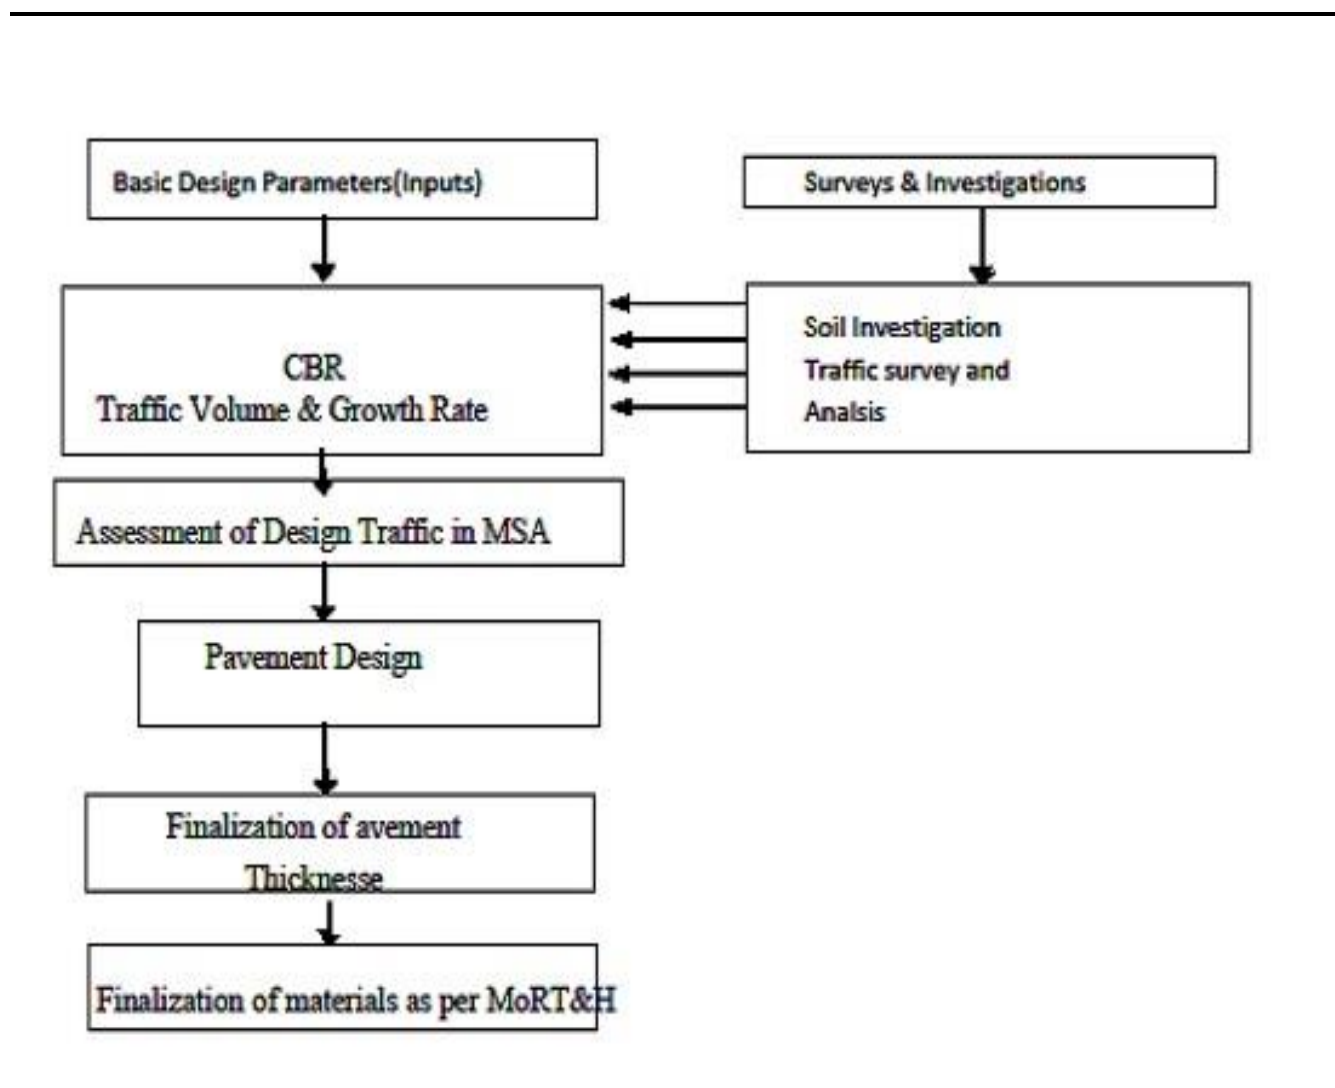 Basic Design Parameters(Inputs)
Surveys & Investigations
CBR
Traffic Volume & Growth Rate
Soil Investigation
Traffic survey and
Analsis
Assessment of Design Traffic in MSA
Pavement Design
Finalization of avement
Thicknesse
Finalization of materials as per MoRT&H